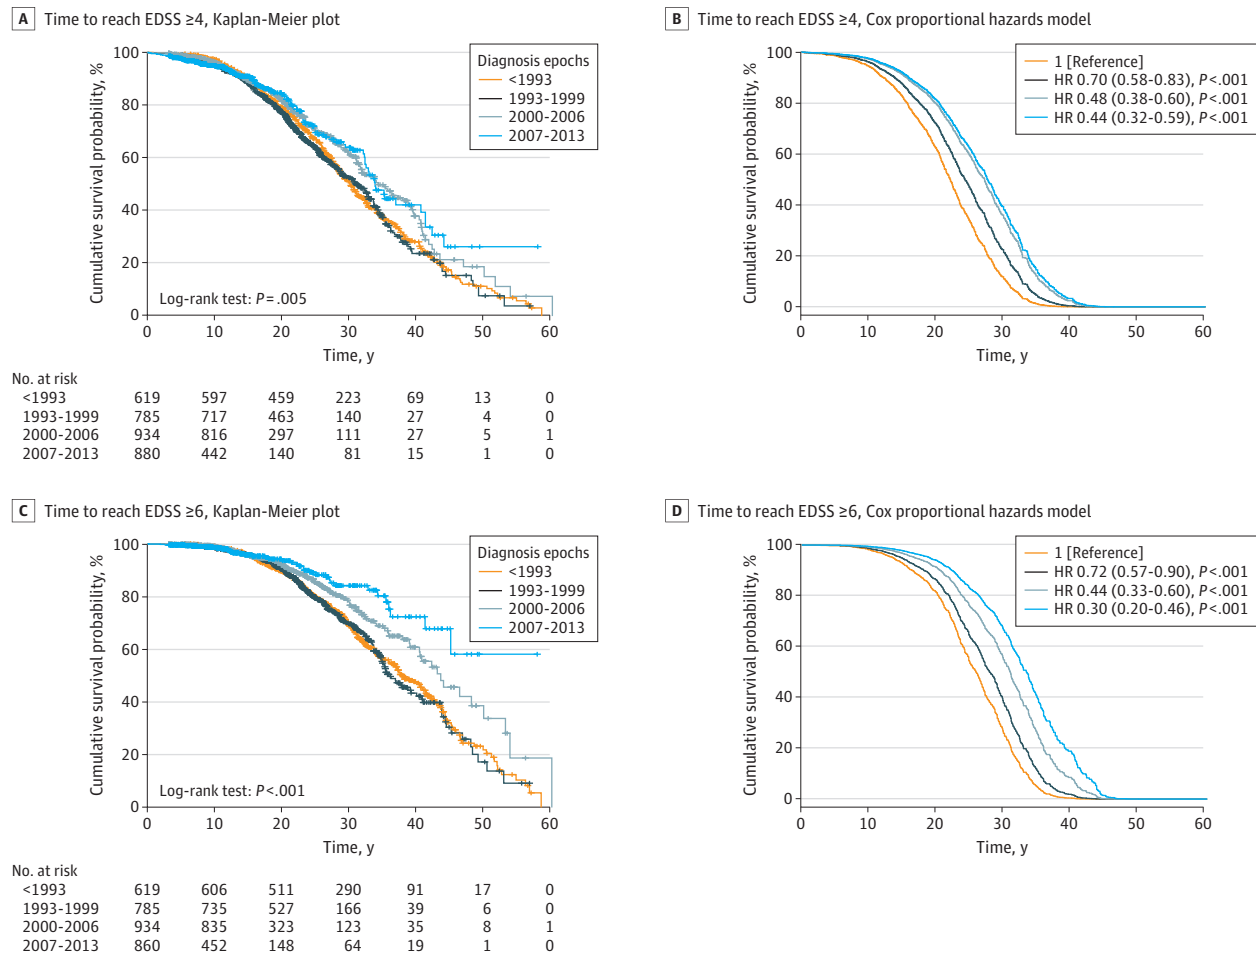 A Time to reach EDSS ≥4, Kaplan-Meier plot
Cumulative survival probability, %
100
80
60
40
20
0
Diagnosis epochs
<1993
1993-1999
2000-2006
2007-2013
Log-rank test: P=.005
0 10 20 30 40 50 60
Time, y
No. at risk
<1993 619 597 459 223 69 13 0
1993-1999 785 717 463 140 27 4 0
2000-2006 934 816 297 111 27 5 1
2007-2013 880 442 140 81 15 1 0
B Time to reach EDSS ≥4, Cox proportional hazards model
Cumulative survival probability, %
100
80
60
40
20
0
1 [Reference]
HR 0.70 (0.58-0.83), P<.001
HR 0.48 (0.38-0.60), P<.001
HR 0.44 (0.32-0.59), P<.001
0 10 20 30 40 50 60
Time, y
C Time to reach EDSS ≥6, Kaplan-Meier plot
Cumulative survival probability, %
100
80
60
40
20
0
Diagnosis epochs
<1993
1993-1999
2000-2006
2007-2013
Log-rank test: P<.001
0 10 20 30 40 50 60
Time, y
No. at risk
<1993 619 606 511 290 91 17 0
1993-1999 785 735 527 166 39 6 0
2000-2006 934 835 323 123 35 8 1
2007-2013 860 452 148 64 19 1 0
D Time to reach EDSS ≥6, Cox proportional hazards model
Cumulative survival probability, %
100
80
60
40
20
0
1 [Reference]
HR 0.72 (0.57-0.90), P<.001
HR 0.44 (0.33-0.60), P<.001
HR 0.30 (0.20-0.46), P<.001
0 10 20 30 40 50 60
Time, y